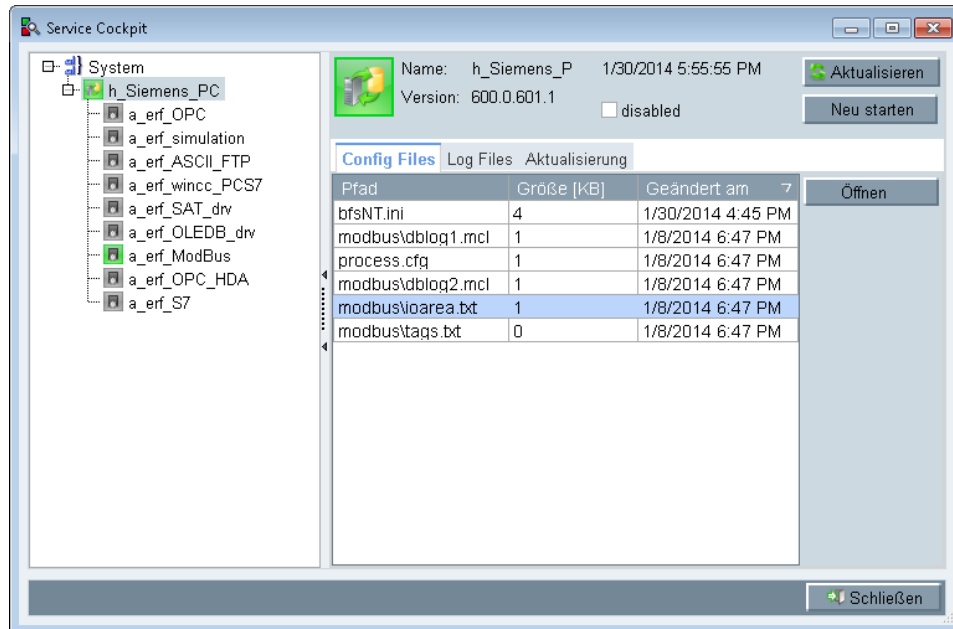 Service Cockpit
System
h_Siemens_PC
a_erf_OPC
a_erf_simulation
a_erf_ASCII_FTP
a_erf_wincc_PCS7
a_erf_SAT_drv
a_erf_OLEDB_drv
a_erf_ModBus
a_erf_OPC_HDA
a_erf_S7
Name: h_Siemens_P 1/30/2014 5:55:55 PM
Version: 600.0.601.1
disabled
Aktualisieren
Neu starten
Config Files Log Files Aktualisierung
Pfad Größe [KB] Geändert am
bfsNT.ini 4 1/30/2014 4:45 PM
modbus\dblog1.mcl 1 1/8/2014 6:47 PM
process.cfg 1 1/8/2014 6:47 PM
modbus\dblog2.mcl 1 1/8/2014 6:47 PM
modbus\ioarea.txt 1 1/8/2014 6:47 PM
modbus\tags.txt 0 1/8/2014 6:47 PM
Öffnen
Schließen